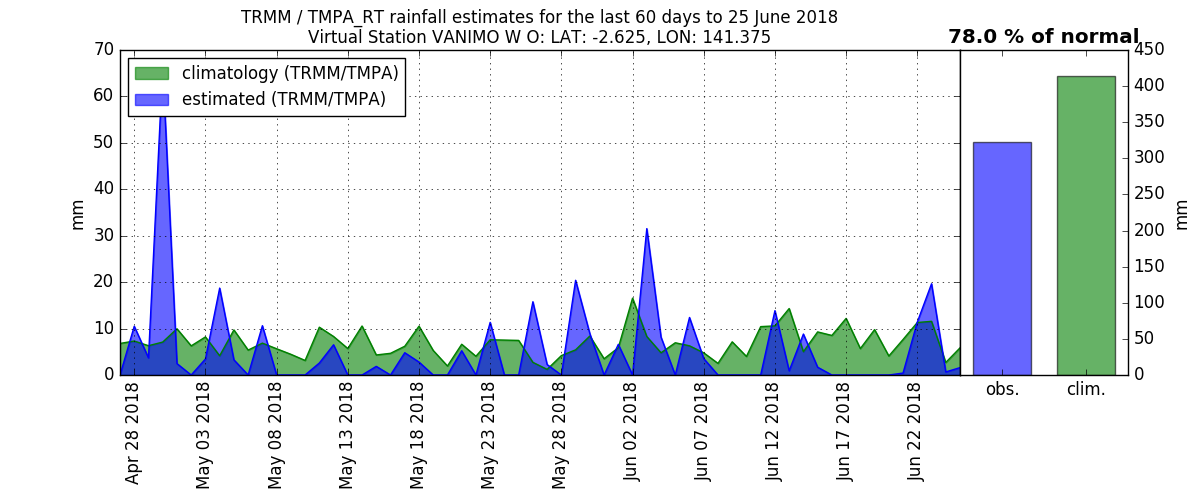 TRMM / TMPA_RT rainfall estimates for the last 60 days to 25 June 2018
Virtual Station VANIMO W O: LAT: -2.625, LON: 141.375
78.0 % of normal
climatology (TRMM/TMPA)
estimated (TRMM/TMPA)
70
60
50
40
30
20
10
0
mm
Apr 28 2018
May 03 2018
May 08 2018
May 13 2018
May 18 2018
May 23 2018
May 28 2018
Jun 02 2018
Jun 07 2018
Jun 12 2018
Jun 17 2018
Jun 22 2018
obs.
clim.
450
400
350
300
250
200
150
100
50
0
mm